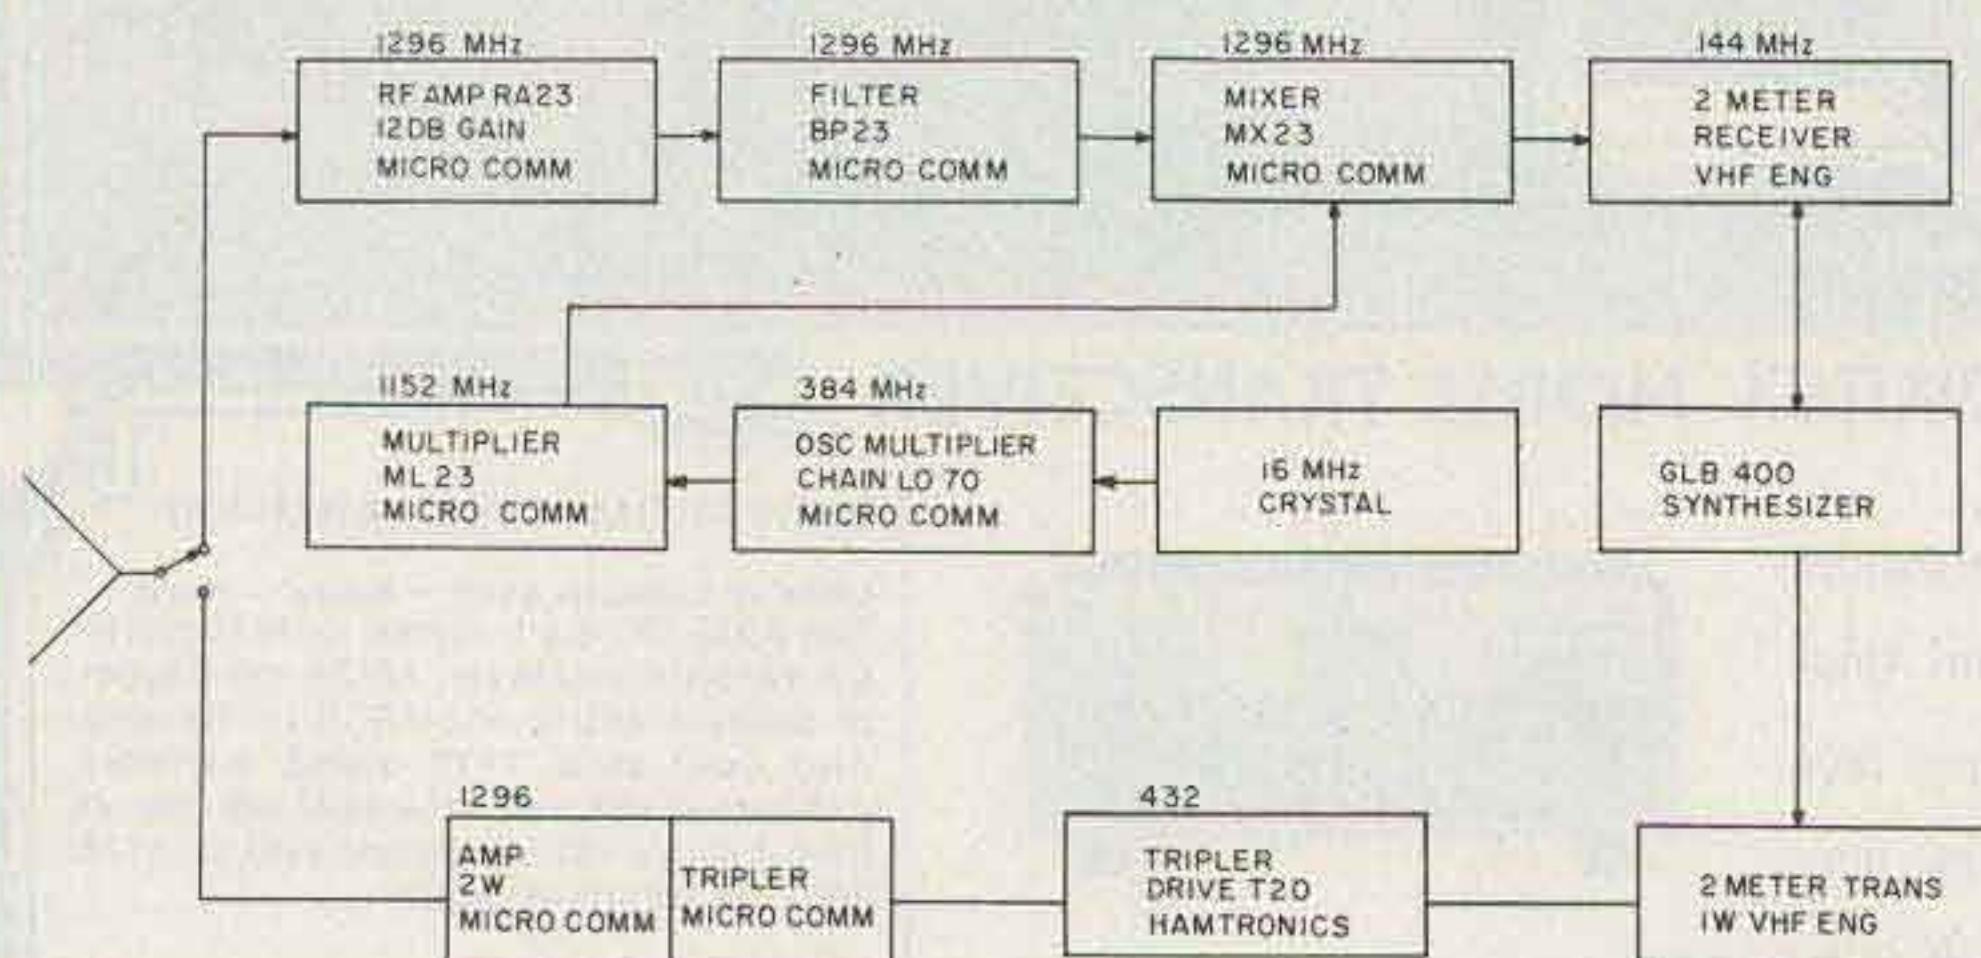 1296 MHz
RF AMP RA23
12DB GAIN
MICRO COMM
1296 MHz
FILTER
BP23
MICRO COMM
1296 MHz
MIXER
MX23
MICRO COMM
144 MHz
2 METER
RECEIVER
VHF ENG
1152 MHz
MULTIPLIER
ML23
MICRO COMM
384 MHz
OSC MULTIPLIER
CHAIN LO 70
MICRO COMM
16 MHz
CRYSTAL
GLB 400
SYNTHESIZER
1296
AMP.
2W
MICRO COMM
TRIPLER
MICRO COMM
432
TRIPLER
DRIVE T20
HAMTRONICS
2 METER TRANS
1W VHF ENG